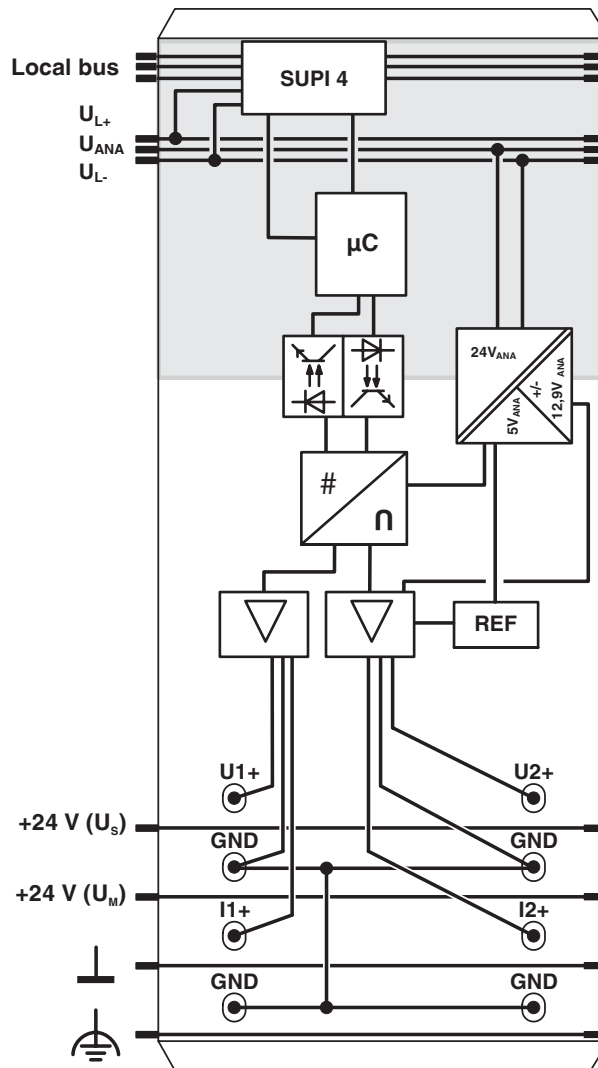 Local bus
SUPI 4
UL+
UANA
UL-
µC
24VANA
5VANA
+/-
12,9V ANA
#
REF
U1+
U2+
+24 V (US)
GND
GND
+24 V (UM)
I1+
I2+
GND
GND